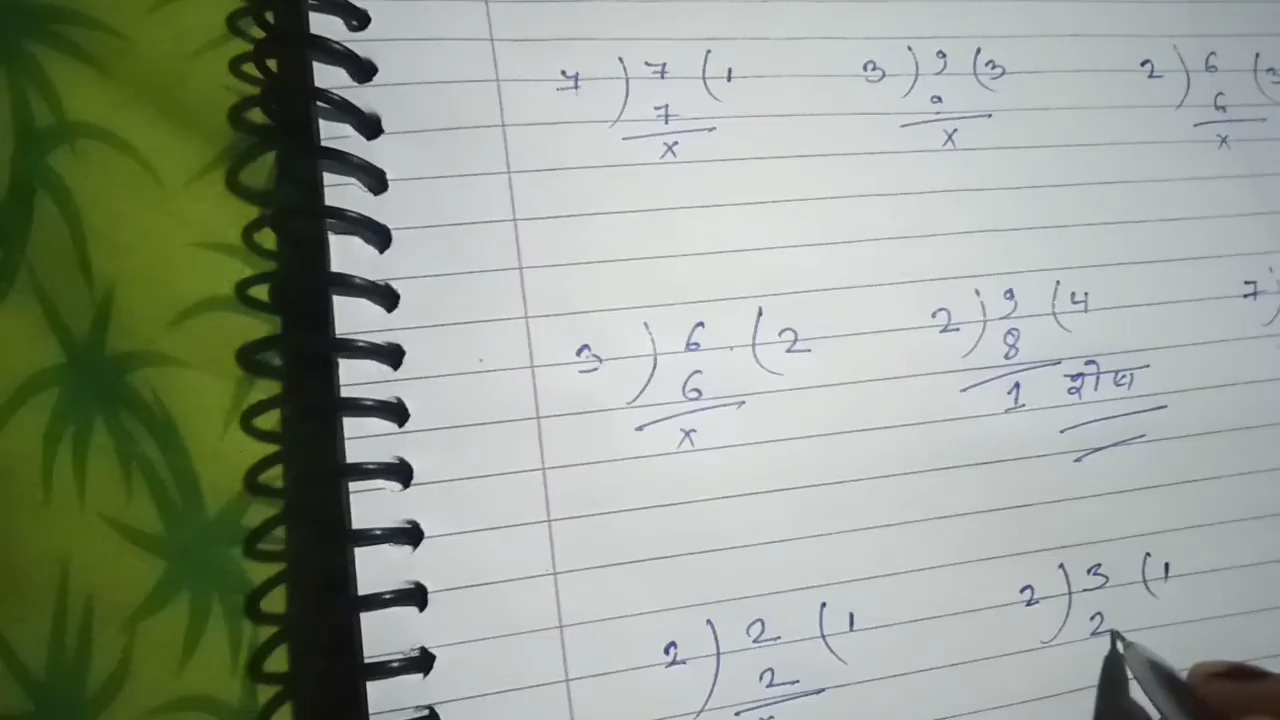 7 ) 7 ( 1
7
x
3 ) 9 ( 3
9
x
2 ) 6 ( 3
6
x
3 ) 6 ( 2
6
x
2 ) 9 ( 4
8
1 शेष
7 )
2 ) 2 ( 1
2
2 ) 3 ( 1
2